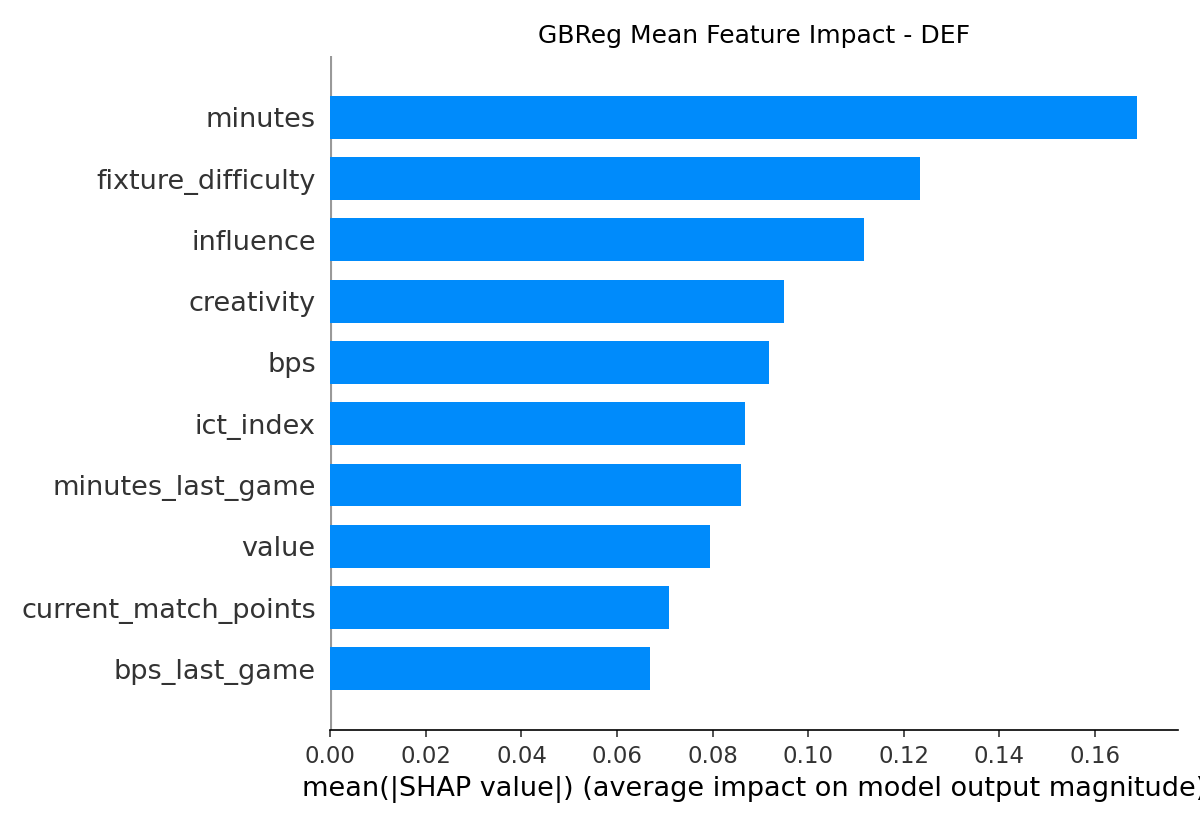 GBReg Mean Feature Impact - DEF
minutes
fixture_difficulty
influence
creativity
bps
ict_index
minutes_last_game
value
current_match_points
bps_last_game
0.00 0.02 0.04 0.06 0.08 0.10 0.12 0.14 0.16
mean(|SHAP value|) (average impact on model output magnitude)